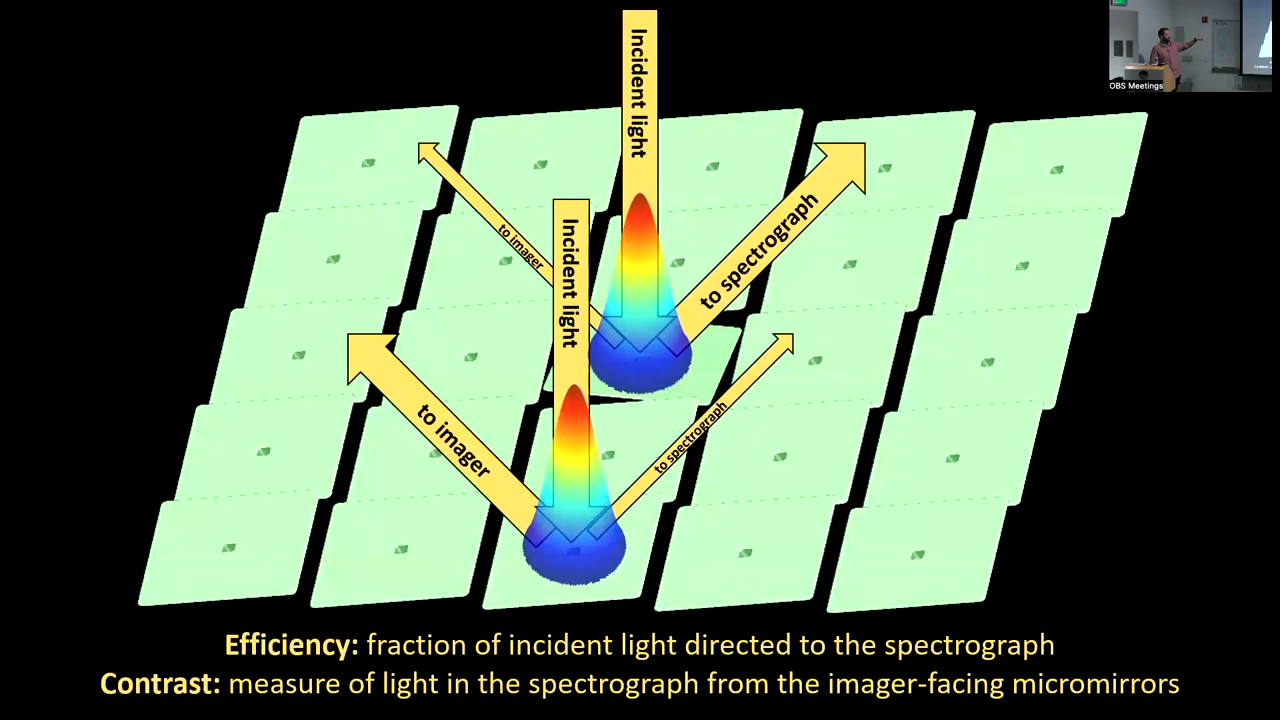 Incident light
OBS Meetings
to imager
to spectrograph
Incident light
to imager
to spectrograph
Efficiency: fraction of incident light directed to the spectrograph
Contrast: measure of light in the spectrograph from the imager-facing micromirrors